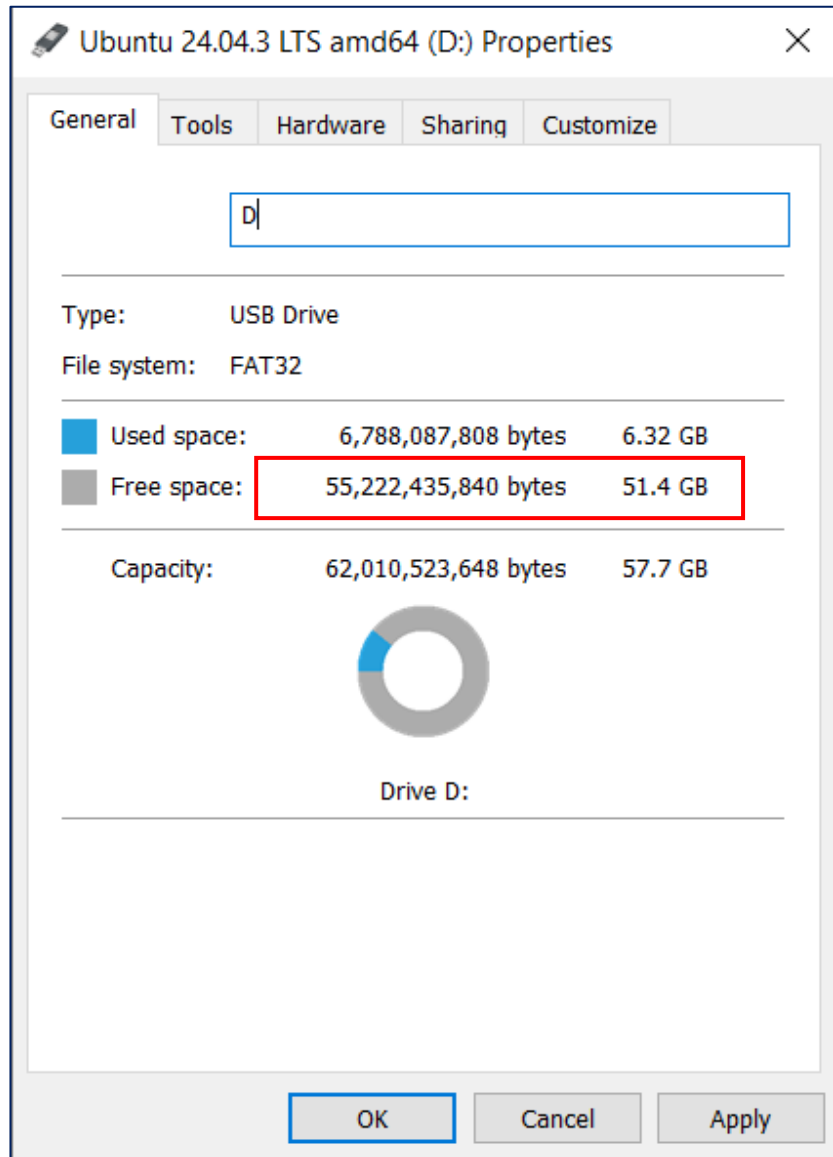 Ubuntu 24.04.3 LTS amd64 (D:) Properties
General Tools Hardware Sharing Customize
D
Type: USB Drive
File system: FAT32
Used space: 6,788,087,808 bytes 6.32 GB
Free space: 55,222,435,840 bytes 51.4 GB
Capacity: 62,010,523,648 bytes 57.7 GB
Drive D:
OK Cancel Apply